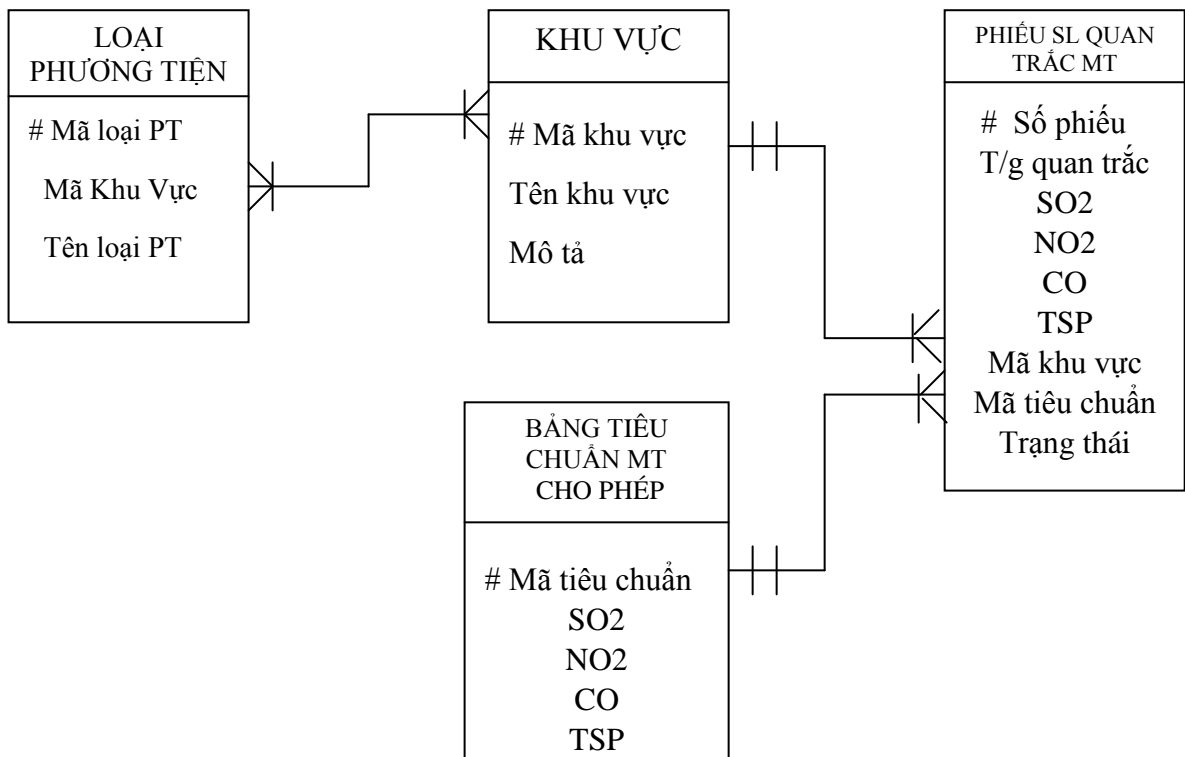 LOẠI
PHƯƠNG TIỆN
# Mã loại PT
Mã Khu Vực
Tên loại PT
KHU VỰC
# Mã khu vực
Tên khu vực
Mô tả
PHIẾU SL QUAN
TRẮC MT
# Số phiếu
T/g quan trắc
SO2
NO2
CO
TSP
Mã khu vực
Mã tiêu chuẩn
Trạng thái
BẢNG TIÊU
CHUẨN MT
CHO PHÉP
# Mã tiêu chuẩn
SO2
NO2
CO
TSP